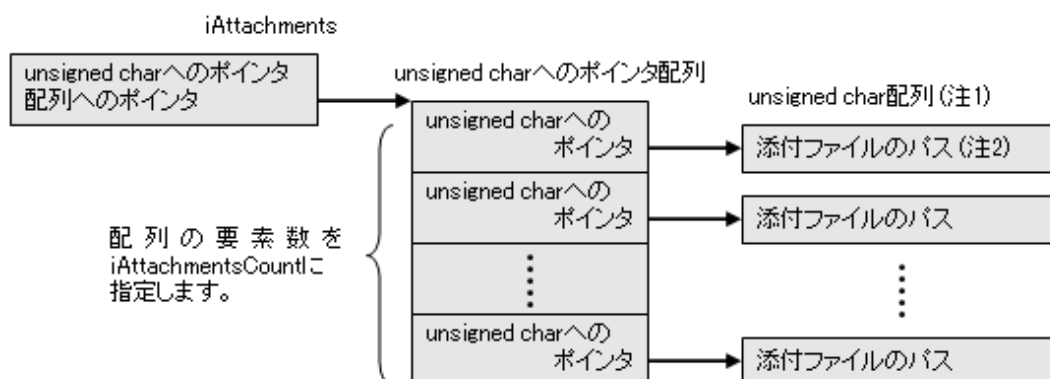 iAttachments
unsigned charへのポインタ
配列へのポインタ
unsigned charへのポインタ配列
unsigned char配列(注1)
unsigned charへの
ポインタ
添付ファイルのパス(注2)
unsigned charへの
ポインタ
添付ファイルのパス
配列の要素数を
iAttachmentsCountに
指定します。
unsigned charへの
ポインタ
添付ファイルのパス